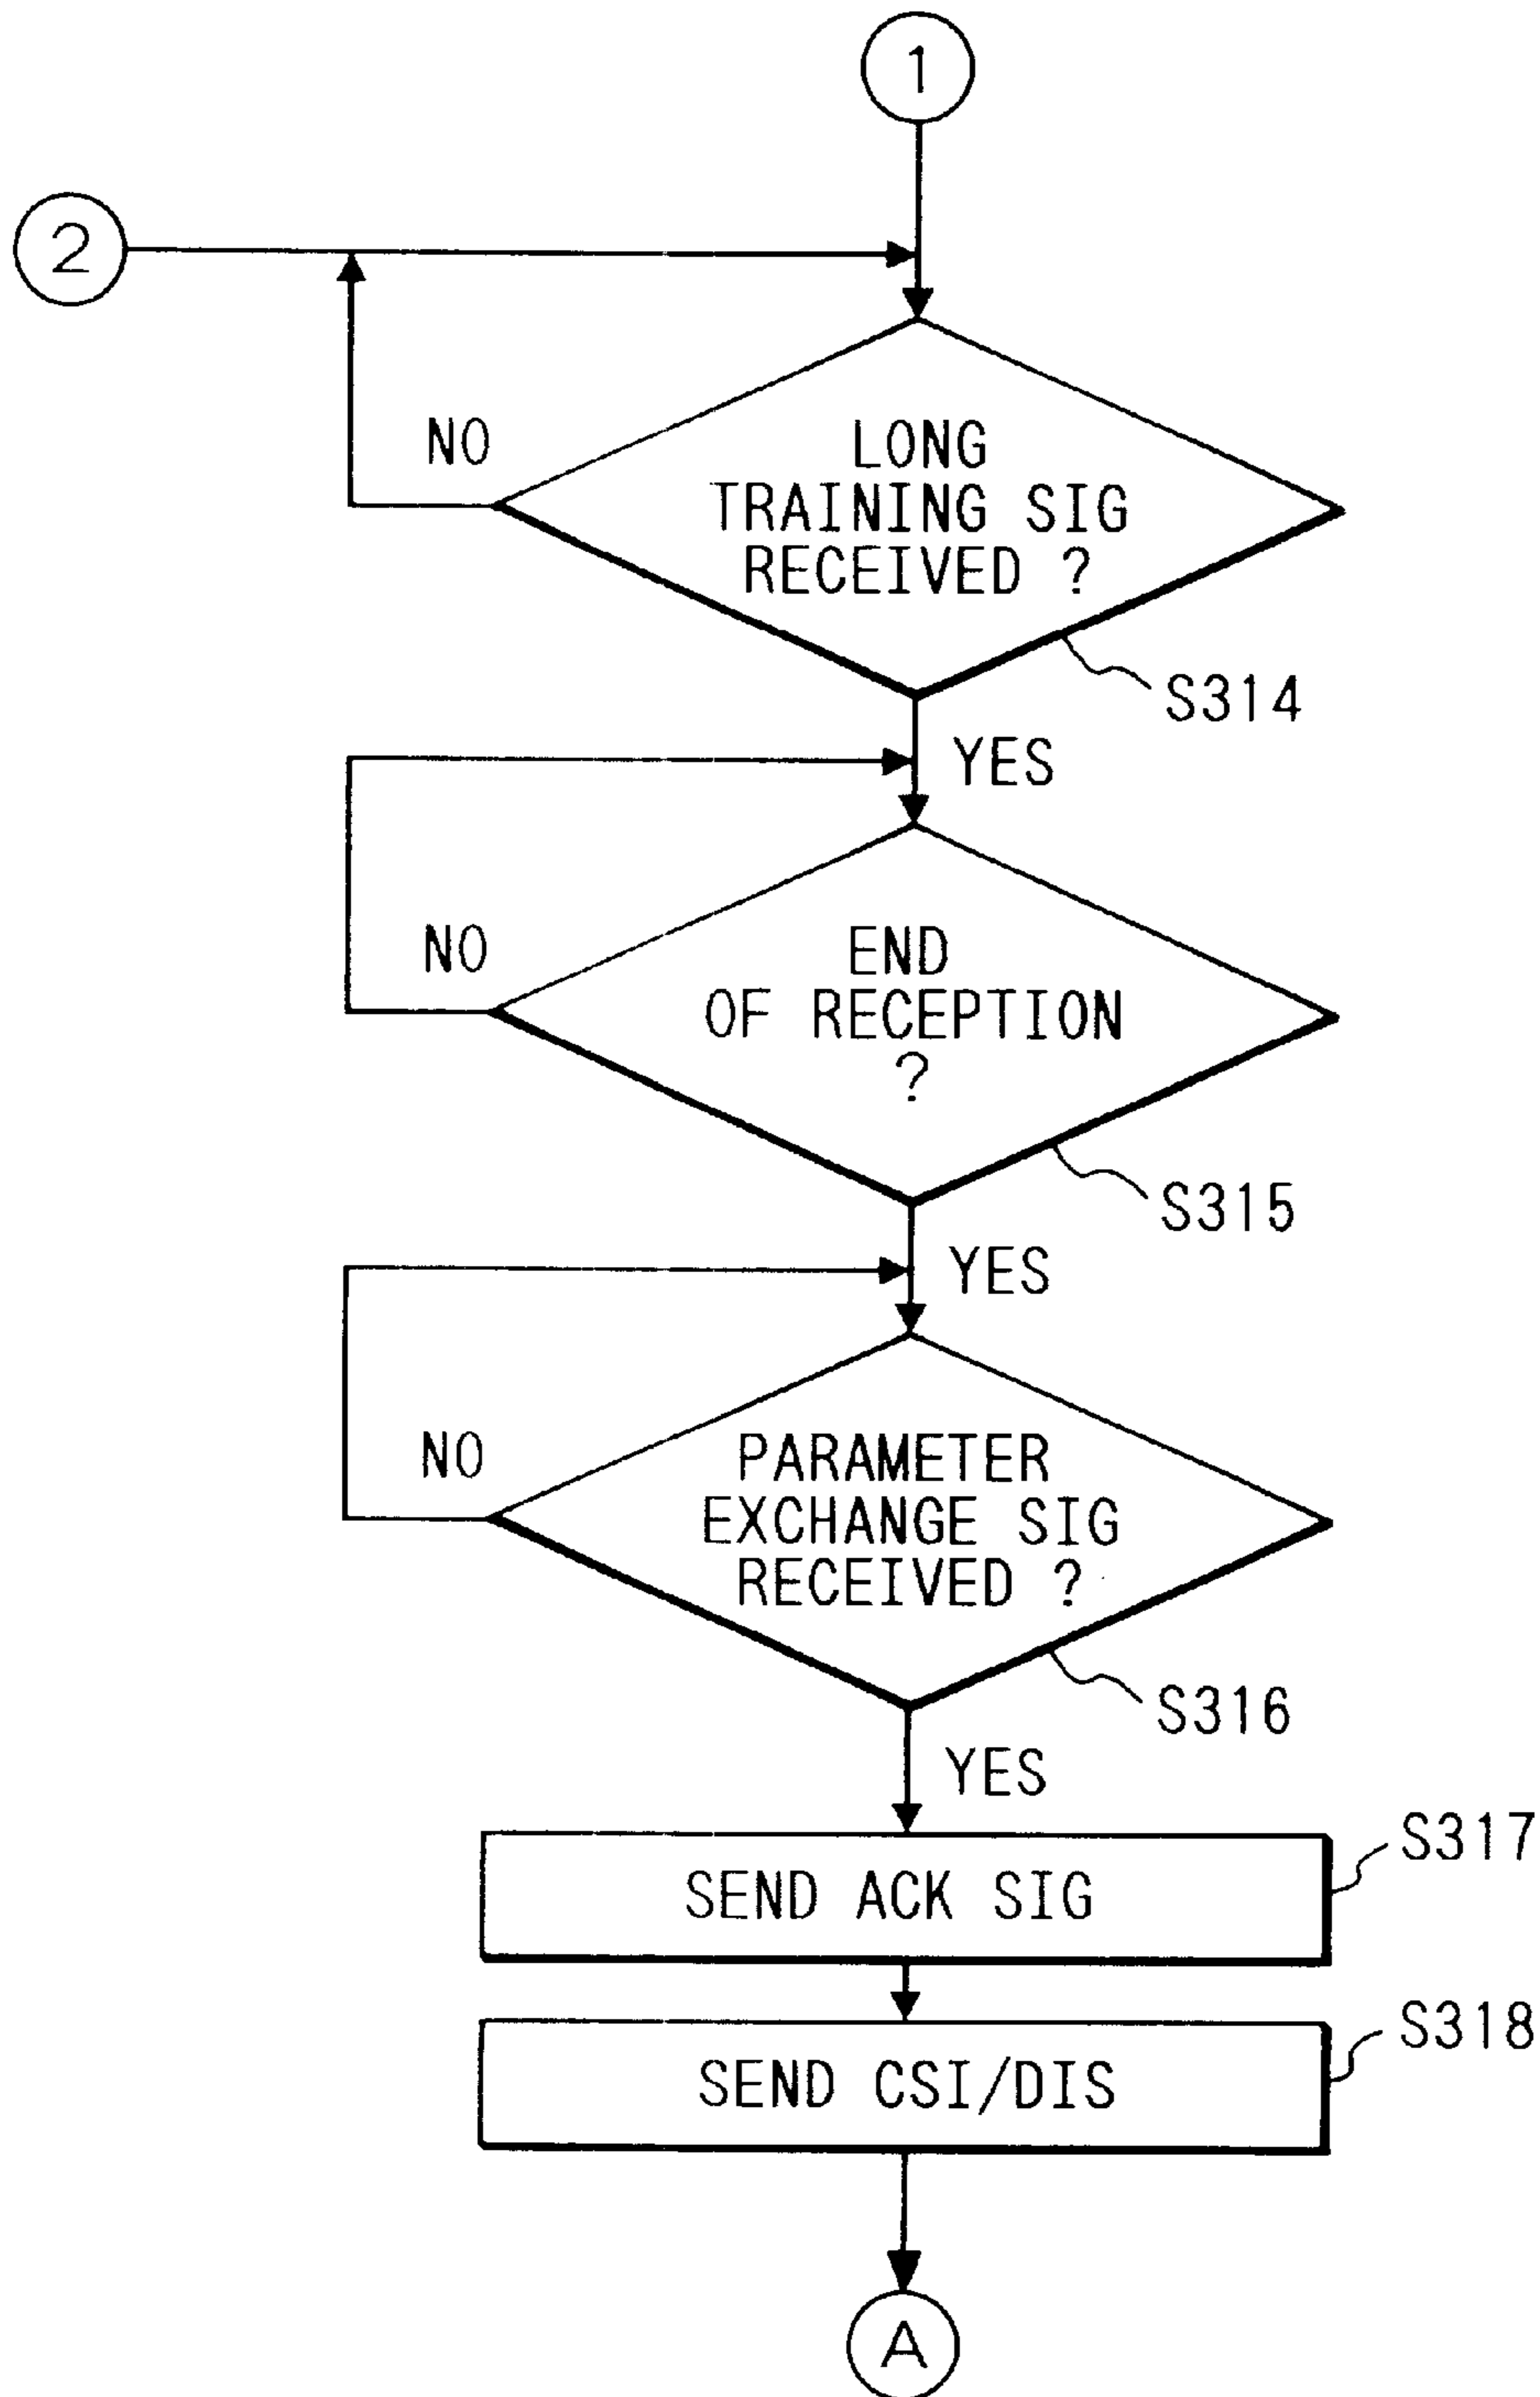 1
2
NO
LONG
TRAINING SIG
RECEIVED ?
S314
YES
NO
END
OF RECEPTION
?
S315
YES
NO
PARAMETER
EXCHANGE SIG
RECEIVED ?
S316
YES
S317
SEND ACK SIG
S318
SEND CSI/DIS
A